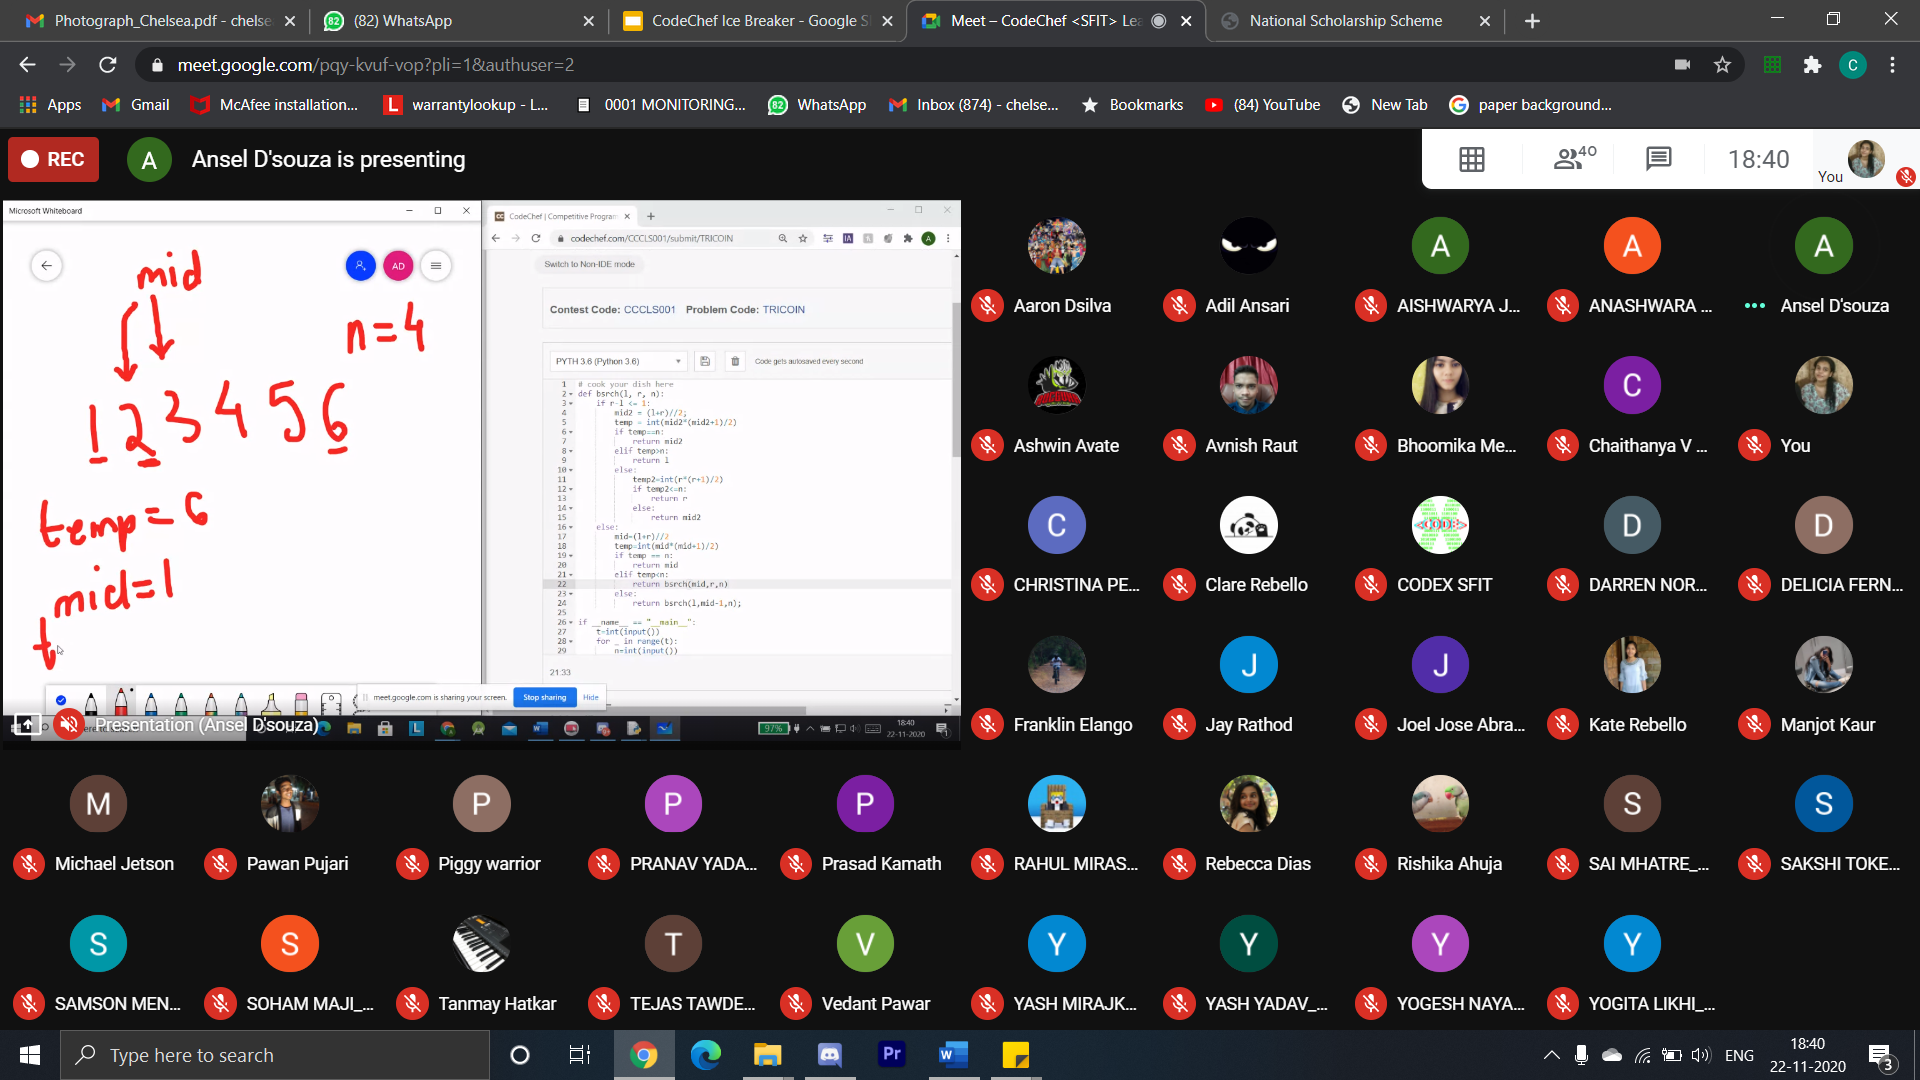 Photograph_Chelsea.pdf - chelse
(82) WhatsApp
CodeChef Ice Breaker - Google S
Meet – CodeChef <SFIT> Lea
National Scholarship Scheme
meet.google.com/pqy-kvuf-vop?pli=1&authuser=2
C
Apps
Gmail
McAfee installation...
warrantylookup - L...
0001 MONITORING...
WhatsApp
Inbox (874) - chelse...
Bookmarks
(84) YouTube
New Tab
paper background...
REC
A
Ansel D'souza is presenting
40
18:40
You
Microsoft Whiteboard
AD
mid
n=4
1 2 3 4 5 6
temp= 6
mid=1
CodeChef | Competitive Program
codechef.com/CCCLS001/submit/TRICOIN
Switch to Non-IDE mode
Contest Code: CCCLS001 Problem Code: TRICOIN
PYTH 3.6 (Python 3.6)
Code gets autosaved every second
1 # cook your dish here
2 def bsrch(l, r, n):
3 if r-l <= 1:
4 mid2 = (l+r)//2;
5 temp = int(mid2*(mid2+1)/2)
6 if temp==n:
7 return mid2
8 elif temp>n:
9 return l
10 else:
11 temp2=int(r*(r+1)/2)
12 if temp2<=n:
13 return r
14 else:
15 return mid2
16 else:
17 mid=(l+r)//2
18 temp=int(mid*(mid+1)/2)
19 if temp == n:
20 return mid
21 elif temp<n:
22 return bsrch(mid,r,n)
23 else:
24 return bsrch(l,mid-1,n);
25
26 if __name__ == "__main__":
27 t=int(input())
28 for _ in range(t):
29 n=int(input())
21:33
meet.google.com is sharing your screen.
Stop sharing
Hide
Presentation (Ansel D'souza)
97%
18:40
22-11-2020
Aaron Dsilva
Adil Ansari
A
AISHWARYA J...
A
ANASHWARA ...
A
Ansel D'souza
Ashwin Avate
Avnish Raut
Bhoomika Me...
C
Chaithanya V ...
You
C
CHRISTINA PE...
Clare Rebello
CODEX SFIT
D
DARREN NOR...
D
DELICIA FERN...
Franklin Elango
J
Jay Rathod
J
Joel Jose Abra...
Kate Rebello
Manjot Kaur
M
Michael Jetson
Pawan Pujari
P
Piggy warrior
P
PRANAV YADA...
P
Prasad Kamath
RAHUL MIRAS...
Rebecca Dias
Rishika Ahuja
S
SAI MHATRE_...
S
SAKSHI TOKE...
S
SAMSON MEN...
S
SOHAM MAJI_...
Tanmay Hatkar
T
TEJAS TAWDE...
V
Vedant Pawar
Y
YASH MIRAJK...
Y
YASH YADAV_...
Y
YOGESH NAYA...
Y
YOGITA LIKHI_...
Type here to search
Pr
ENG
18:40
22-11-2020
3